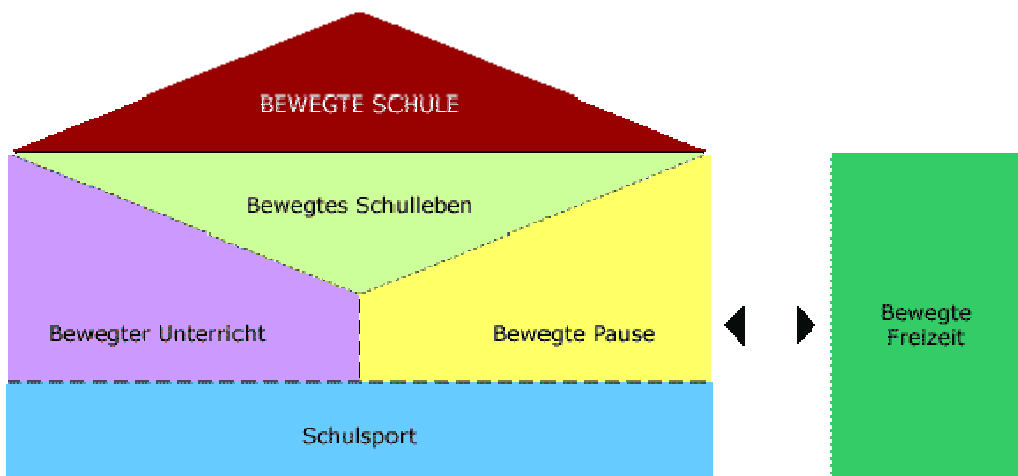 BEWEGTE SCHULE
Bewegtes Schulleben
Bewegter Unterricht
Bewegte Pause
Bewegte
Freizeit
Schulsport